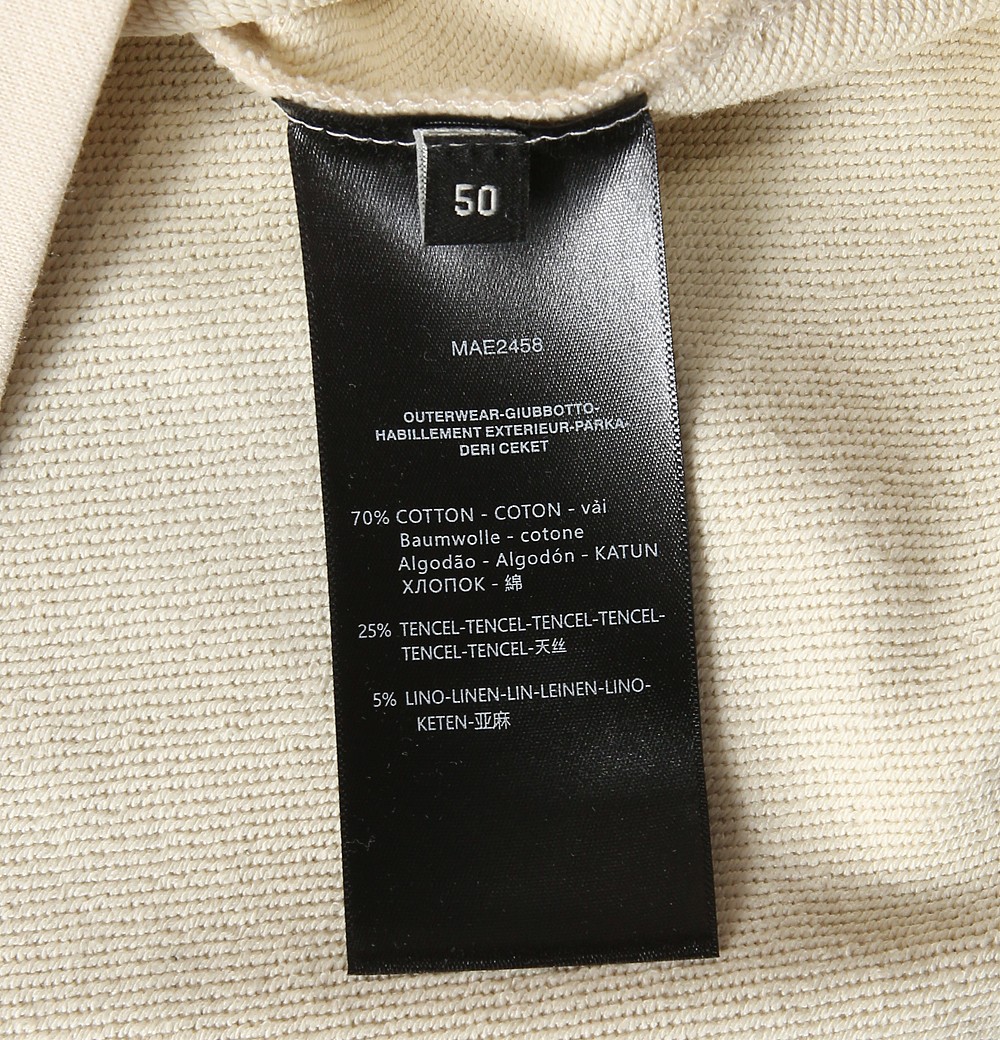 50
MAE2458
OUTERWEAR-GIUBBOTTO-
HABILLEMENT EXTERIEUR-PARKA-
DERI CEKET
70% COTTON - COTON - vải
Baumwolle - cotone
Algodão - Algodón - KATUN
ХЛОПОК - 綿
25% TENCEL-TENCEL-TENCEL-TENCEL-
TENCEL-TENCEL-天丝
5% LINO-LINEN-LIN-LEINEN-LINO-
KETEN-亚麻